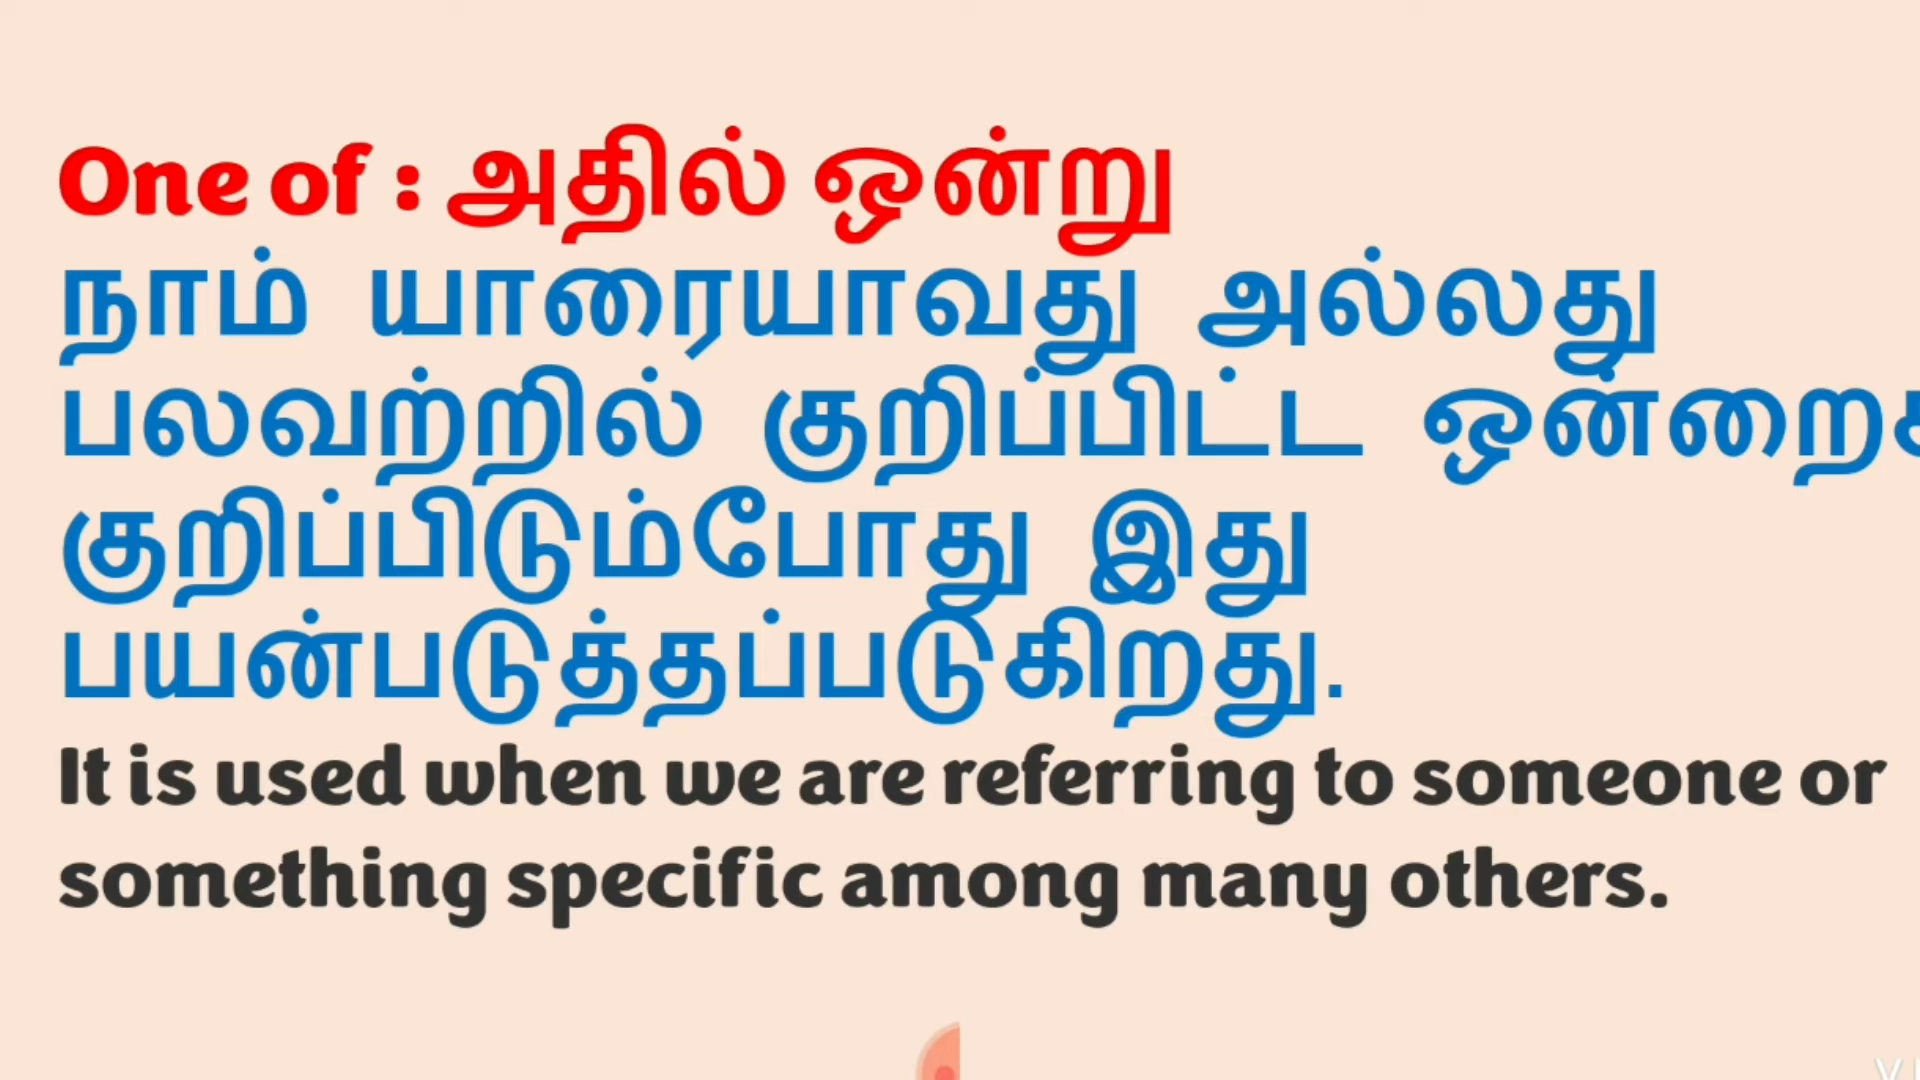 One of : அதில் ஒன்று
நாம் யாரையாவது அல்லது
பலவற்றில் குறிப்பிட்ட
குறிப்பிடும்போது இது
பயன்படுத்தப்படுகிறது.
It is used when we are referring to someone or
something specific among many others.